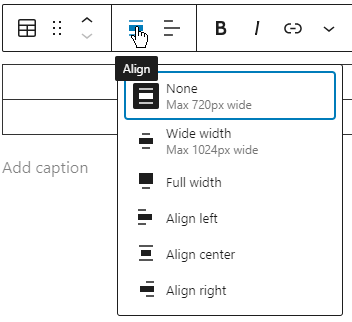 B I
Align
None
Max 720px wide
Wide width
Max 1024px wide
Full width
Align left
Align center
Align right
Add caption